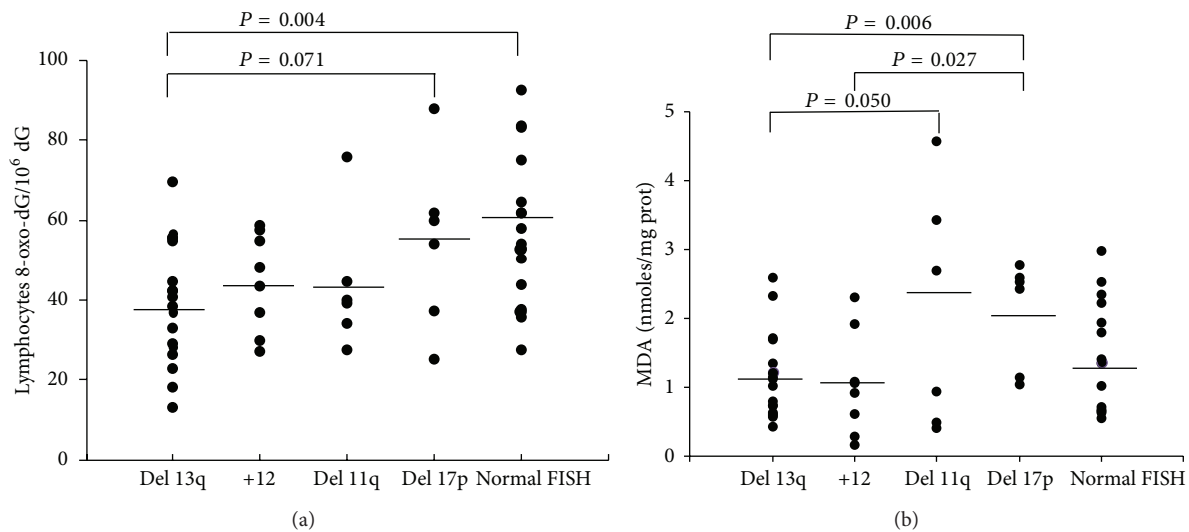 P = 0.004
P = 0.071
100
80
60
40
20
0
Lymphocytes 8-oxo-dG/10⁶ dG
Del 13q +12 Del 11q Del 17p Normal FISH
(a)
P = 0.006
P = 0.027
P = 0.050
5
4
3
2
1
0
MDA (nmoles/mg prot)
Del 13q +12 Del 11q Del 17p Normal FISH
(b)